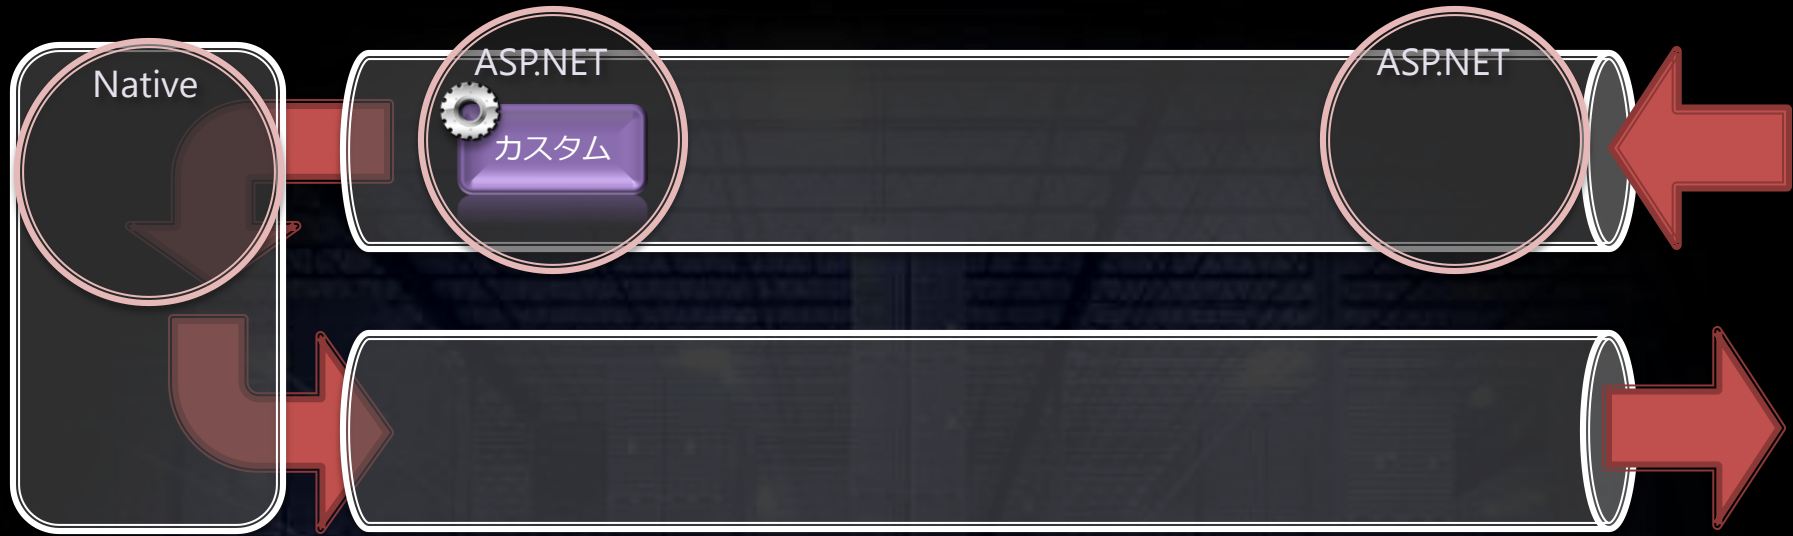 Native
ASP.NET
カスタム
ASP.NET